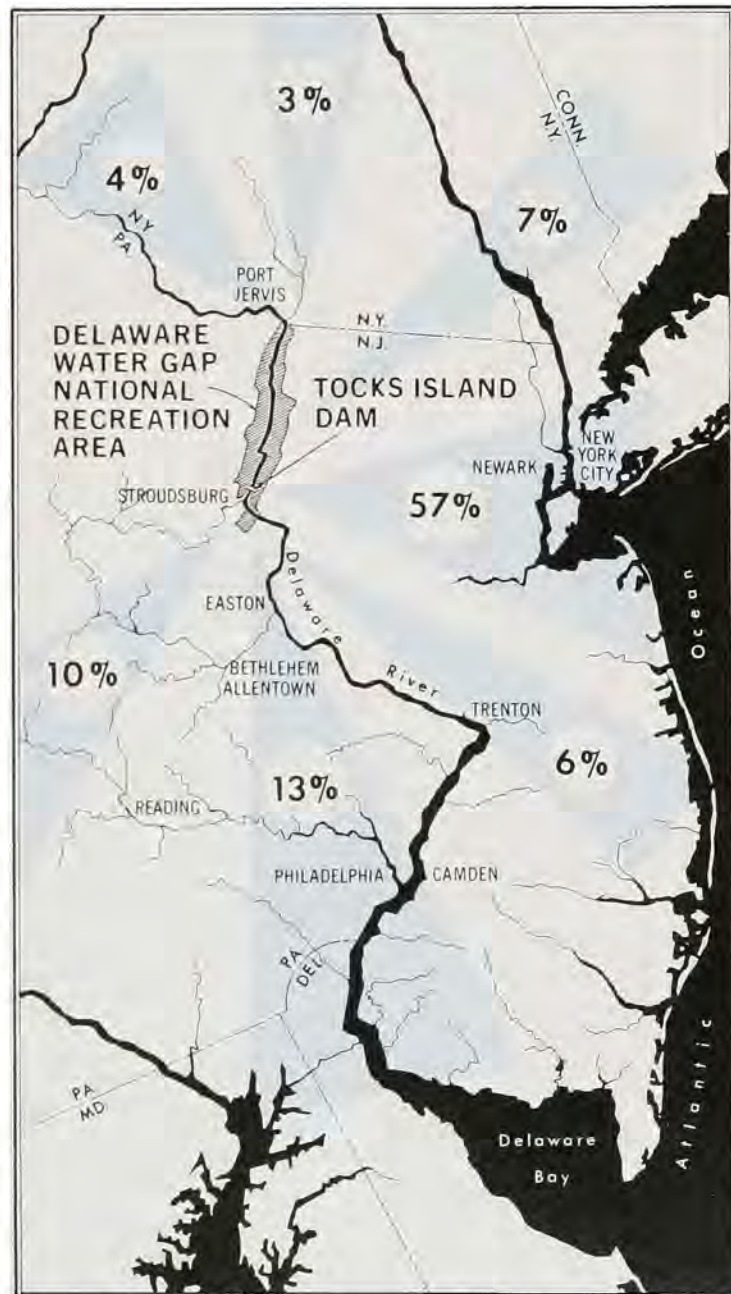 3%
CONN.
N.Y.
4%
7%
N.Y.
PA
PORT
JERVIS
N.Y.
N.J.
DELAWARE
WATER GAP
NATIONAL
RECREATION
AREA
TOCKS ISLAND
DAM
NEW
YORK
CITY
NEWARK
STROUDSBURG
57%
Delaware
River
Ocean
EASTON
10%
BETHLEHEM
ALLENTOWN
TRENTON
6%
13%
READING
PHILADELPHIA
CAMDEN
PA
DEL.
PA
MD.
Atlantic
Delaware
Bay